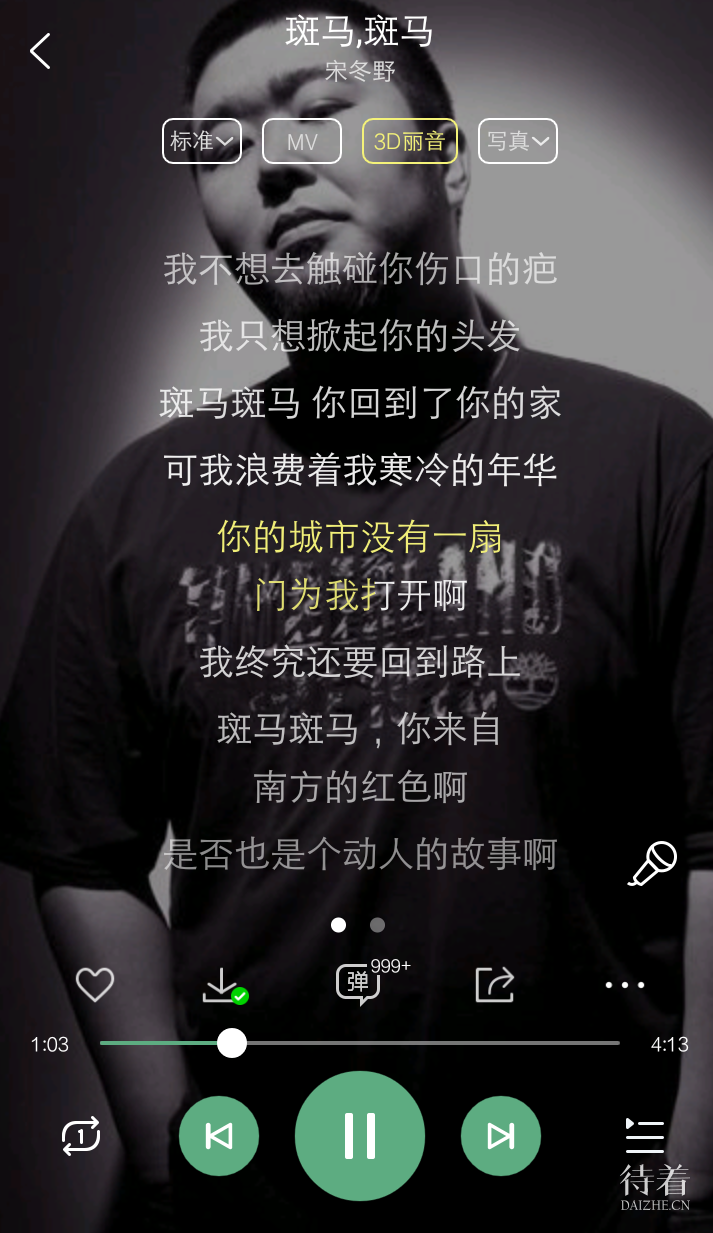 斑马,斑马
宋冬野
标准 MV 3D丽音 写真
我不想去触碰你伤口的疤
我只想掀起你的头发
斑马斑马 你回到了你的家
可我浪费着我寒冷的年华
你的城市没有一扇
门为我打开啊
我终究还要回到路上
斑马斑马，你来自
南方的红色啊
是否也是个动人的故事啊
弹 999+
1:03 4:13
1
待着
DAIZHE.CN